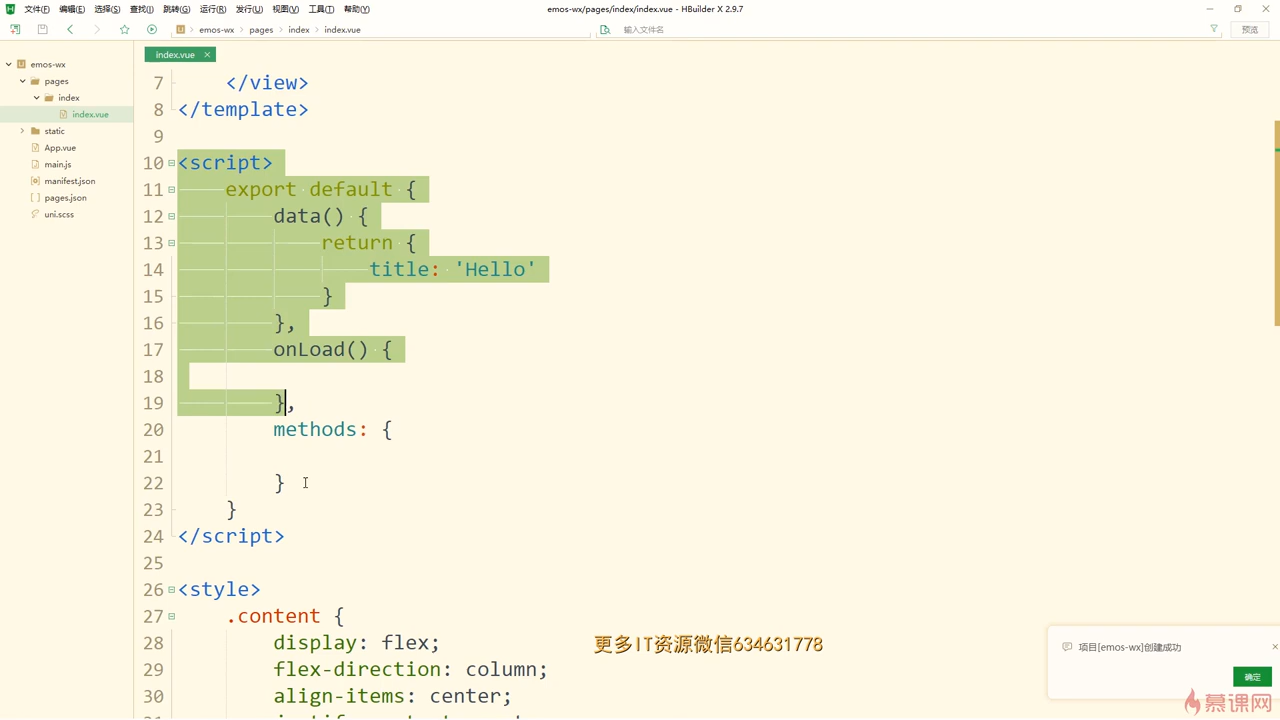 文件(F) 编辑(E) 选择(S) 查找(I) 跳转(G) 运行(R) 发行(U) 视图(V) 工具(T) 帮助(Y)
emos-wx/pages/index/index.vue - HBuilder X 2.9.7
emos-wx pages index index.vue
输入文件名
预览
emos-wx
pages
index
index.vue
static
App.vue
main.js
manifest.json
pages.json
uni.scss
index.vue
7 </view>
8 </template>
9
10 <script>
11 export default {
12 data() {
13 return {
14 title: 'Hello'
15 }
16 },
17 onLoad() {
18
19 },
20 methods: {
21
22 }
23 }
24 </script>
25
26 <style>
27 .content {
28 display: flex;
29 flex-direction: column;
30 align-items: center;
更多IT资源微信634631778
项目[emos-wx]创建成功
确定
慕课网